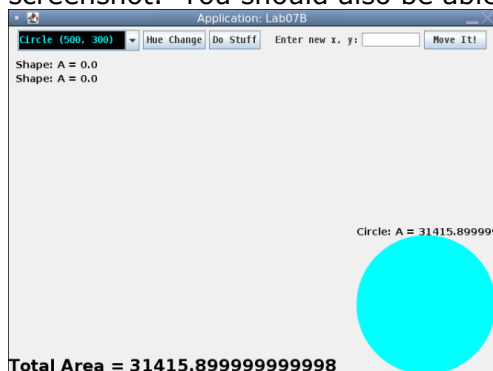 screenshot. You should also be able
Application: Lab07B
Circle (500, 300) Hue Change Do Stuff Enter new x, y: Move It!
Shape: A = 0.0
Shape: A = 0.0
Circle: A = 31415.89999
Total Area = 31415.899999999998